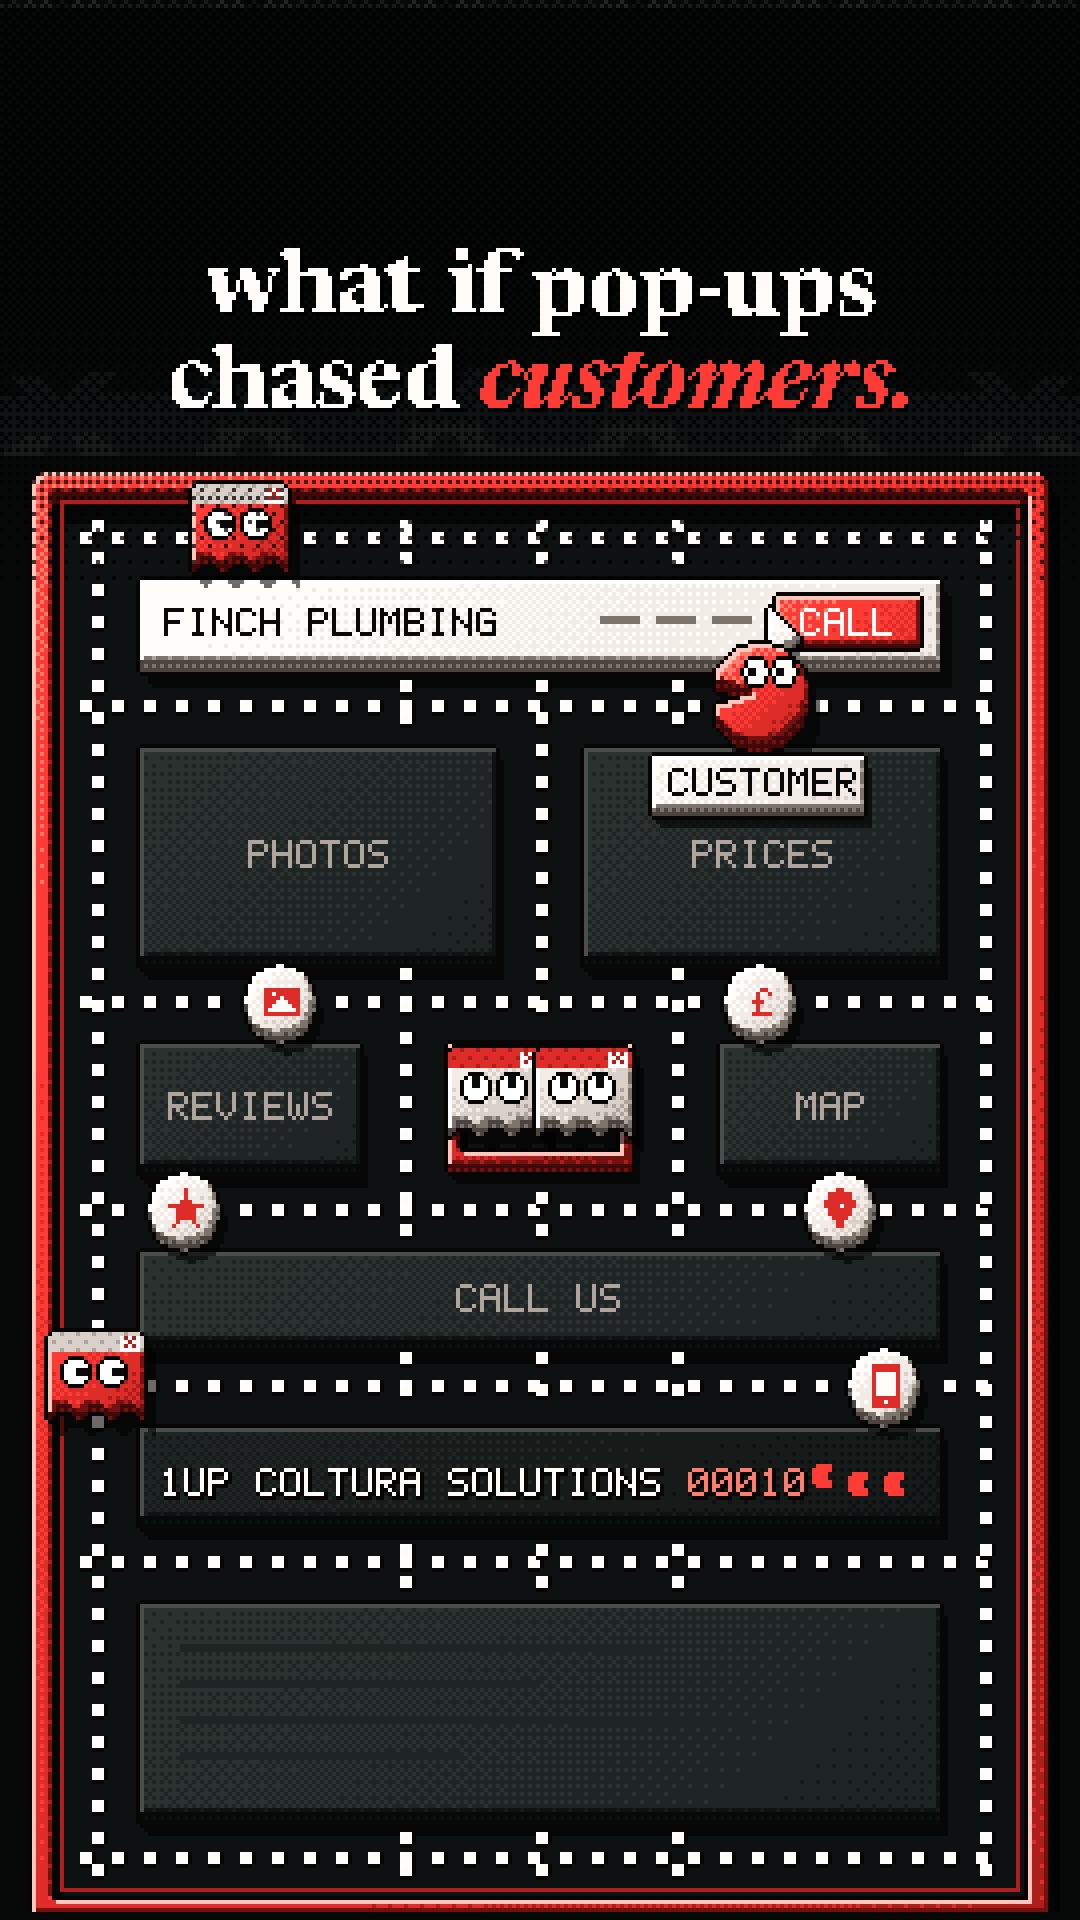 what if pop-ups
chased customers.
FINCH PLUMBING
CALL
CUSTOMER
PHOTOS
PRICES
£
REVIEWS
MAP
CALL US
1UP COLTURA SOLUTIONS 00010